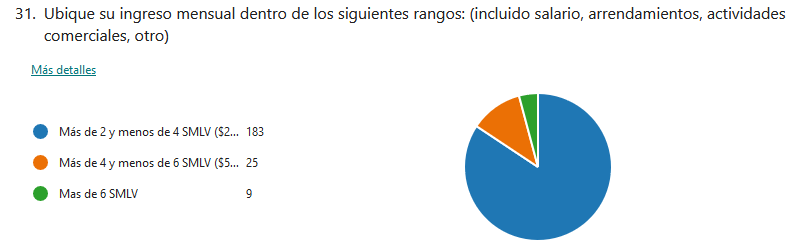 31. Ubique su ingreso mensual dentro de los siguientes rangos: (incluido salario, arrendamientos, actividades
comerciales, otro)
Más detalles
Más de 2 y menos de 4 SMLV ($2... 183
Más de 4 y menos de 6 SMLV ($5... 25
Mas de 6 SMLV 9